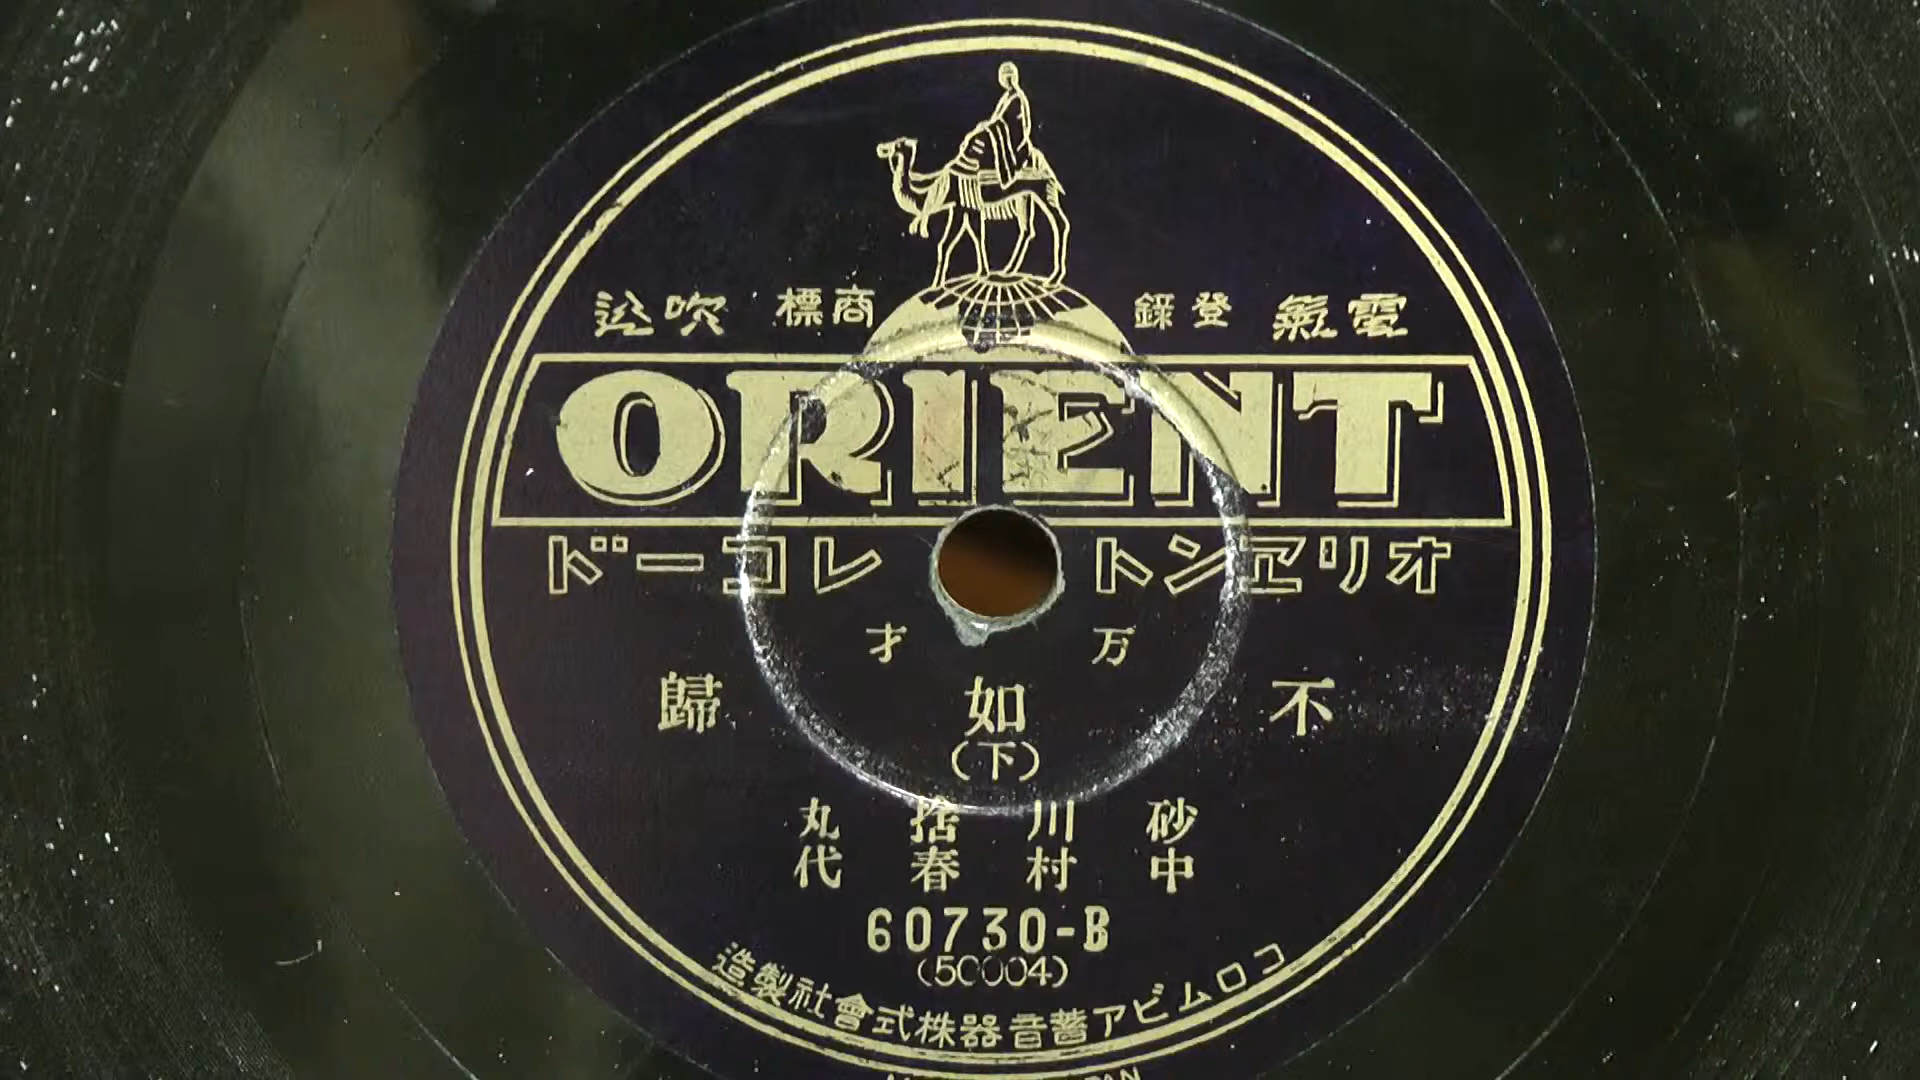 電氣 登錄 商標 吹込
ORIENT
オリヱントレコード
万才
不如歸
(下)
砂川捨丸
中村春代
60730-B
(50004)
コロムビア蓄音器株式會社製造